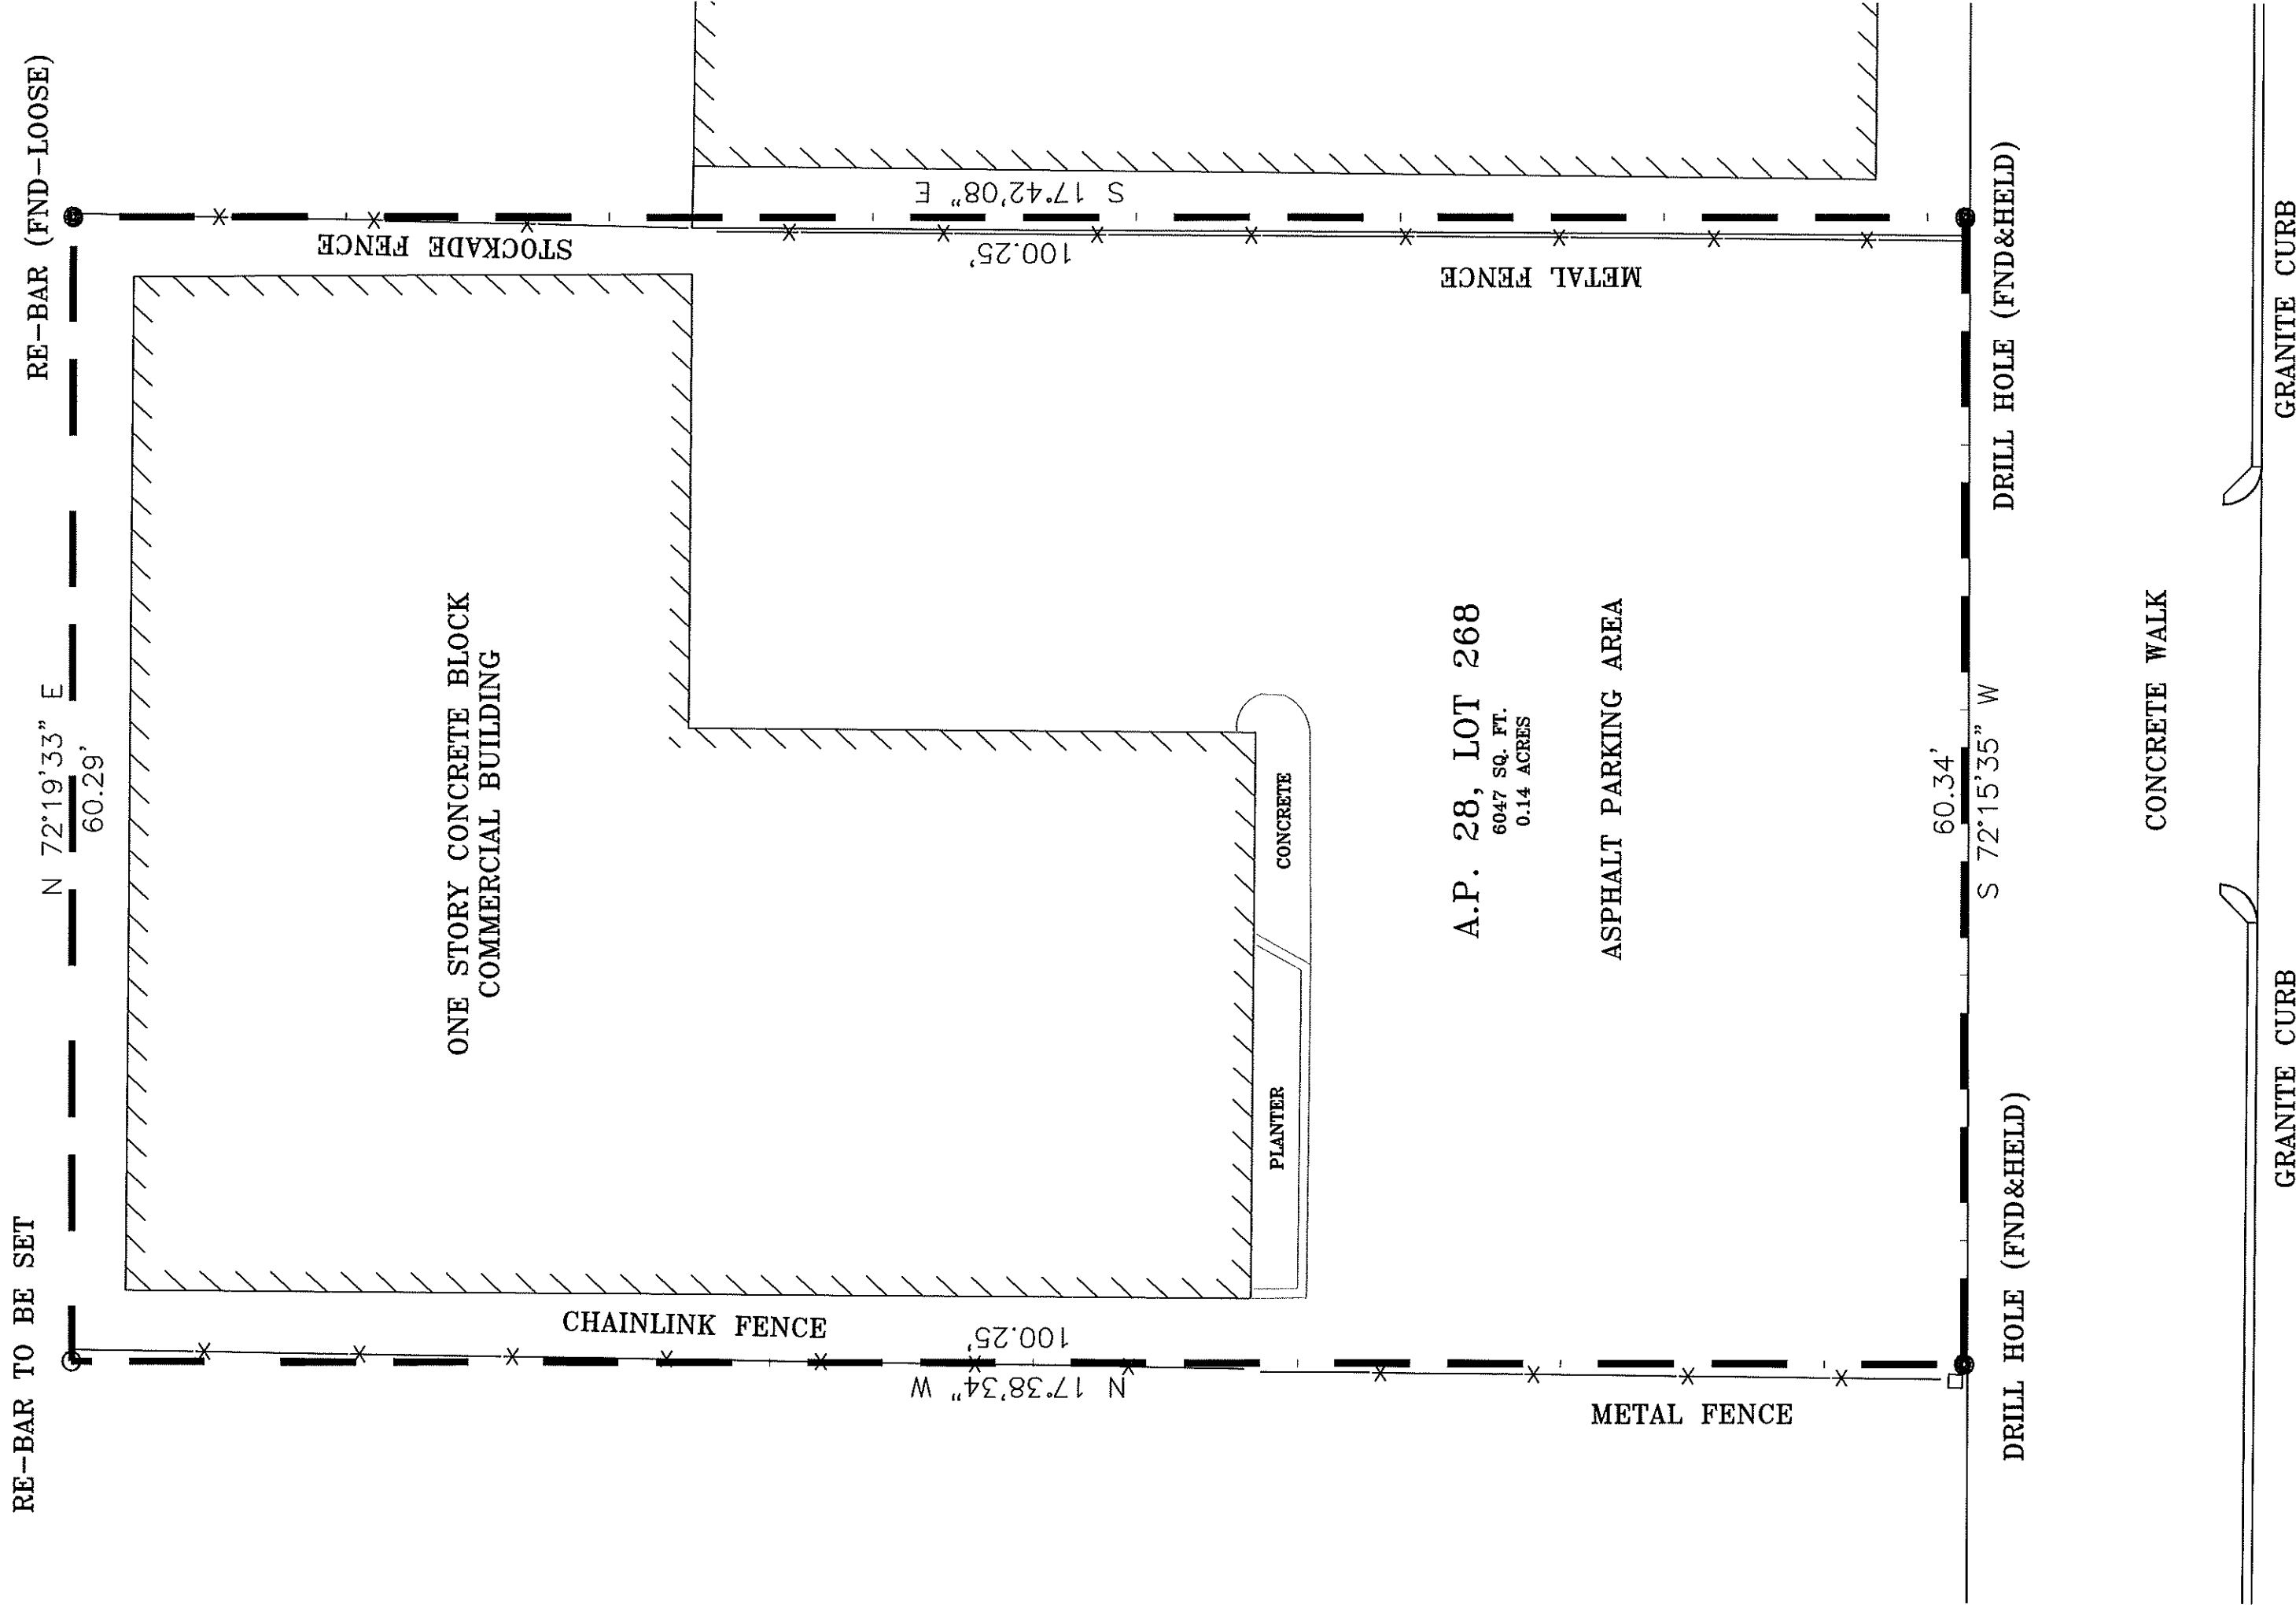 RE-BAR TO BE SET
N 72°19'33" E
60.29'
RE-BAR (FND-LOOSE)
STOCKADE FENCE
S 17°42'08" E
100.25'
METAL FENCE
ONE STORY CONCRETE BLOCK
COMMERCIAL BUILDING
CHAINLINK FENCE
100.25'
N 17°38'34" W
METAL FENCE
PLANTER
CONCRETE
A.P. 28, LOT 268
6047 SQ. FT.
0.14 ACRES
ASPHALT PARKING AREA
60.34'
S 72°15'35" W
DRILL HOLE (FND&HELD)
DRILL HOLE (FND&HELD)
CONCRETE WALK
GRANITE CURB
GRANITE CURB